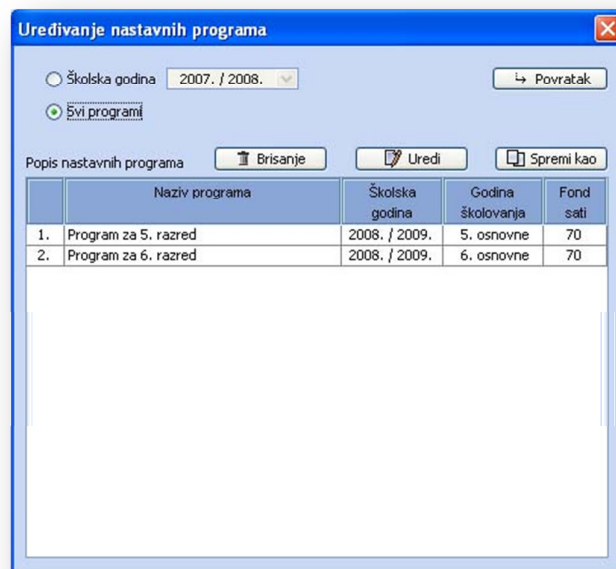 Uređivanje nastavnih programa
Školska godina 2007. / 2008. Povratak
Svi programi
Popis nastavnih programa Brisanje Uredi Spremi kao
Naziv programa Školska godina Godina školovanja Fond sati
1. Program za 5. razred 2008. / 2009. 5. osnovne 70
2. Program za 6. razred 2008. / 2009. 6. osnovne 70